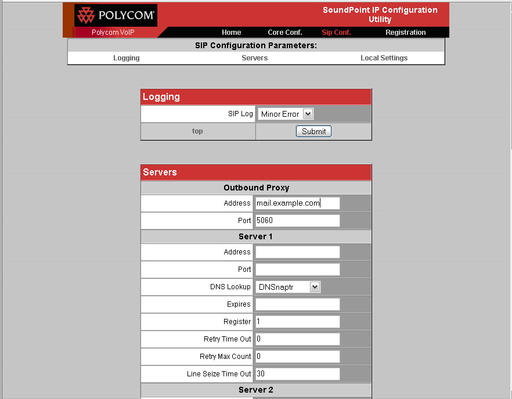 POLYCOM
SoundPoint IP Configuration
Utility
Polycom VoIP Home Core Conf. Sip Conf. Registration
SIP Configuration Parameters:
Logging Servers Local Settings
Logging
SIP Log Minor Error
top Submit
Servers
Outbound Proxy
Address mail.example.com
Port 5060
Server 1
Address
Port
DNS Lookup DNSnaptr
Expires
Register 1
Retry Time Out 0
Retry Max Count 0
Line Seize Time Out 30
Server 2